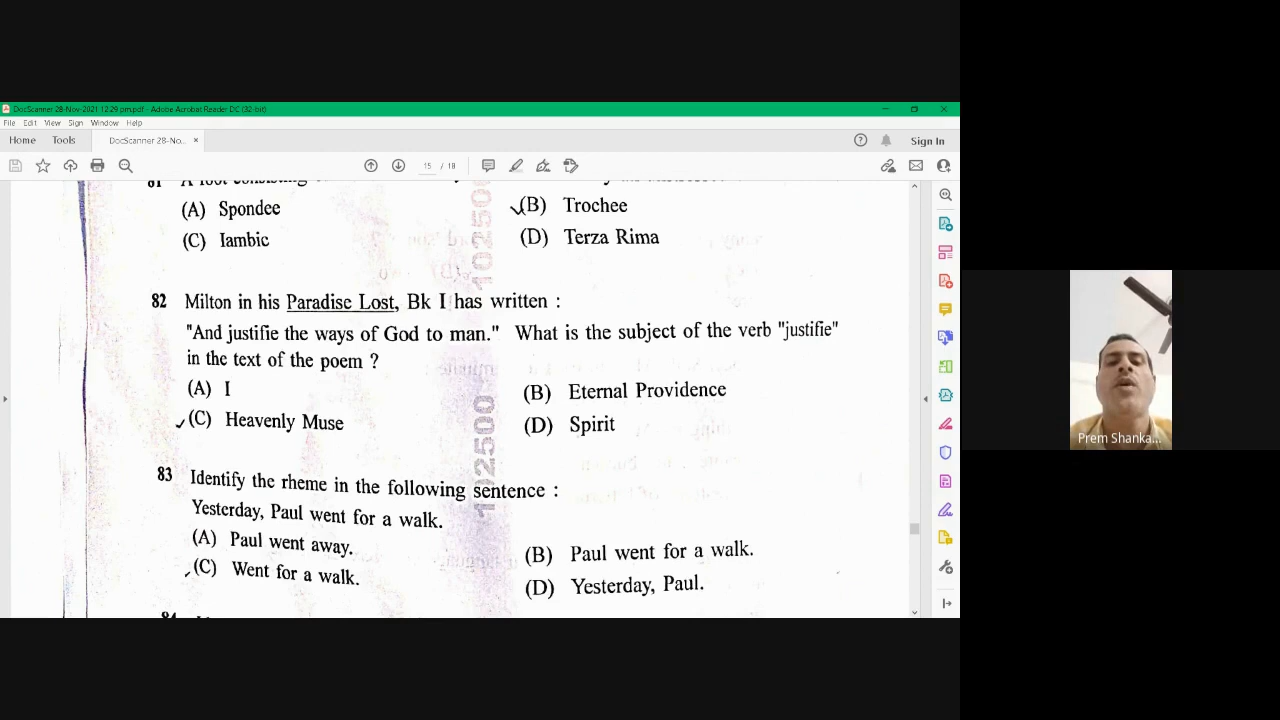 DocScanner 28-Nov-2021 12:29 pm.pdf - Adobe Acrobat Reader DC (32-bit)
File Edit View Sign Window Help
Home Tools DocScanner 28-No... × Sign In
15 / 18
81 A foot consisting
(A) Spondee (B) Trochee
(C) Iambic (D) Terza Rima
82 Milton in his Paradise Lost, Bk I has written :
"And justifie the ways of God to man." What is the subject of the verb "justifie"
in the text of the poem ?
(A) I (B) Eternal Providence
(C) Heavenly Muse (D) Spirit
83 Identify the rheme in the following sentence :
Yesterday, Paul went for a walk.
(A) Paul went away. (B) Paul went for a walk.
(C) Went for a walk. (D) Yesterday, Paul.
102500
102500
Prem Shanka...